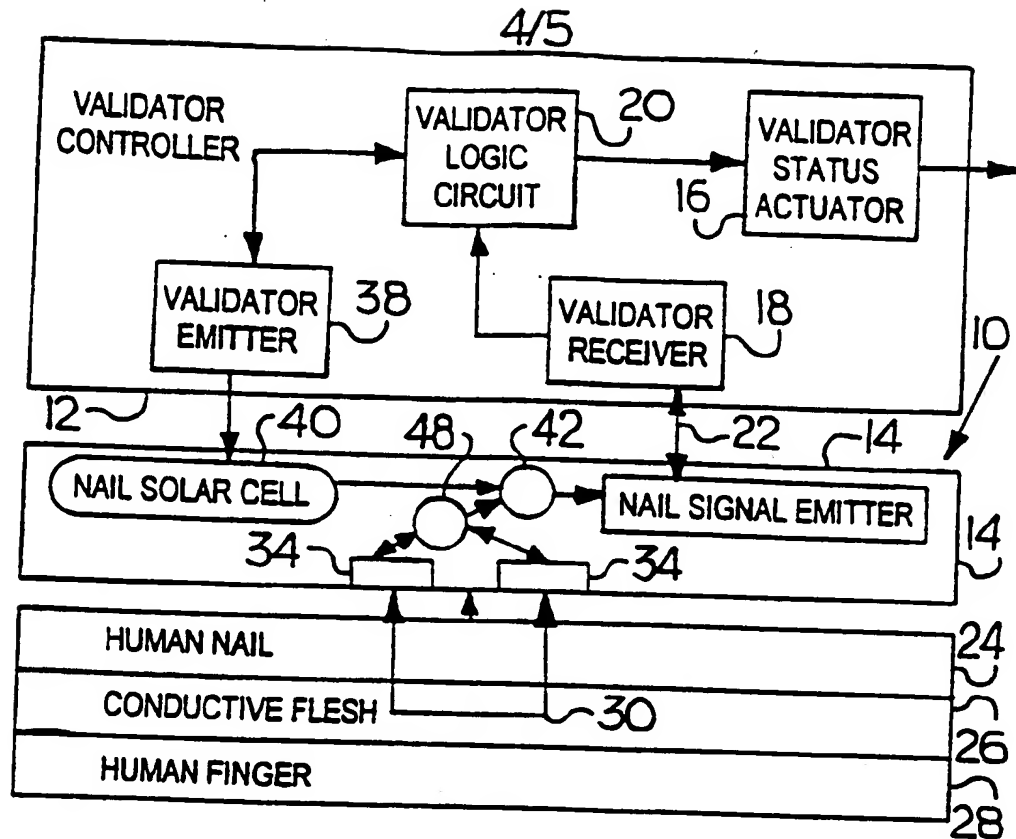 4/5
VALIDATOR
CONTROLLER
VALIDATOR
LOGIC
CIRCUIT
20
VALIDATOR
STATUS
ACTUATOR
16
VALIDATOR
EMITTER
38
VALIDATOR
RECEIVER
18
10
12
40
48
42
22
14
NAIL SOLAR CELL
NAIL SIGNAL EMITTER
34
34
14
HUMAN NAIL
24
CONDUCTIVE FLESH
30
26
HUMAN FINGER
28